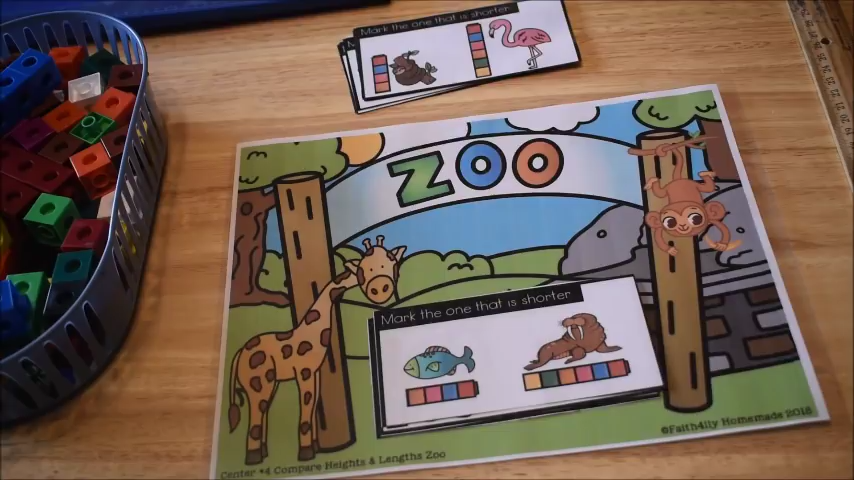 Mark the one that is shorter
ZOO
Mark the one that is shorter
Center #4 Compare Heights & Lengths Zoo
©Faith4lly Homemade 2018